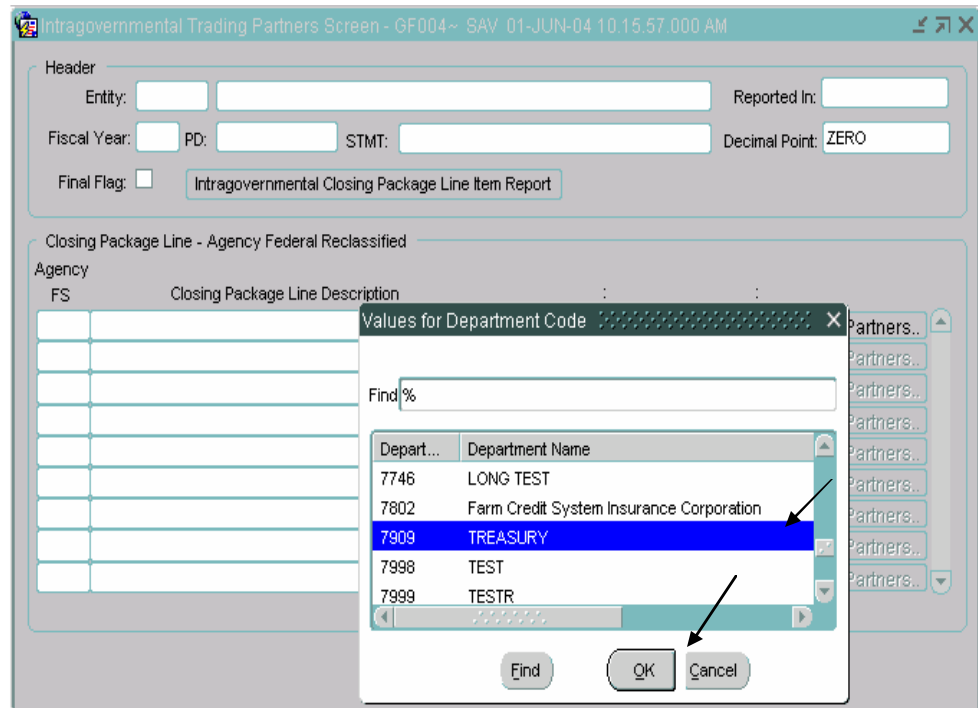 Intragovernmental Trading Partners Screen - GF004~ SAV 01-JUN-04 10.15.57.000 AM
Header
Entity: Reported In:
Fiscal Year: PD: STMT: Decimal Point: ZERO
Final Flag: Intragovernmental Closing Package Line Item Report
Closing Package Line - Agency Federal Reclassified
Agency
FS Closing Package Line Description : :
Values for Department Code
Partners..
Partners..
Find %
Partners..
Partners..
Depart... Department Name
Partners..
7746 LONG TEST
Partners..
7802 Farm Credit System Insurance Corporation
Partners..
7909 TREASURY
Partners..
7998 TEST
Partners..
7999 TESTR
Find OK Cancel